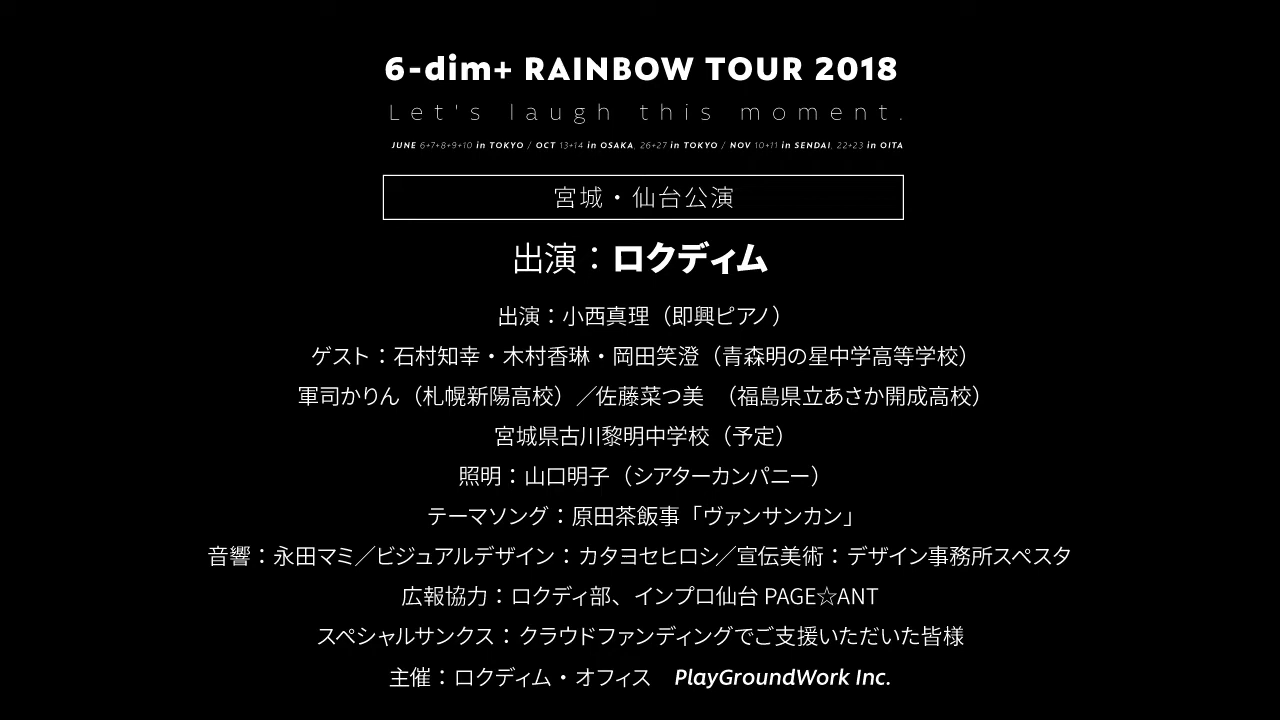 6-dim+ RAINBOW TOUR 2018
Let's laugh this moment.
JUNE 6+7+8+9+10 in TOKYO / OCT 13+14 in OSAKA, 26+27 in TOKYO / NOV 10+11 in SENDAI, 22+23 in OITA
宮城・仙台公演
出演：ロクディム
出演：小西真理（即興ピアノ）
ゲスト：石村知幸・木村香琳・岡田笑澄（青森明の星中学高等学校）
軍司かりん（札幌新陽高校）／佐藤菜つ美　（福島県立あさか開成高校）
宮城県古川黎明中学校（予定）
照明：山口明子（シアターカンパニー）
テーマソング：原田茶飯事「ヴァンサンカン」
音響：永田マミ／ビジュアルデザイン：カタヨセヒロシ／宣伝美術：デザイン事務所スペスタ
広報協力：ロクディ部、インプロ仙台 PAGE☆ANT
スペシャルサンクス：クラウドファンディングでご支援いただいた皆様
主催：ロクディム・オフィス　PlayGroundWork Inc.